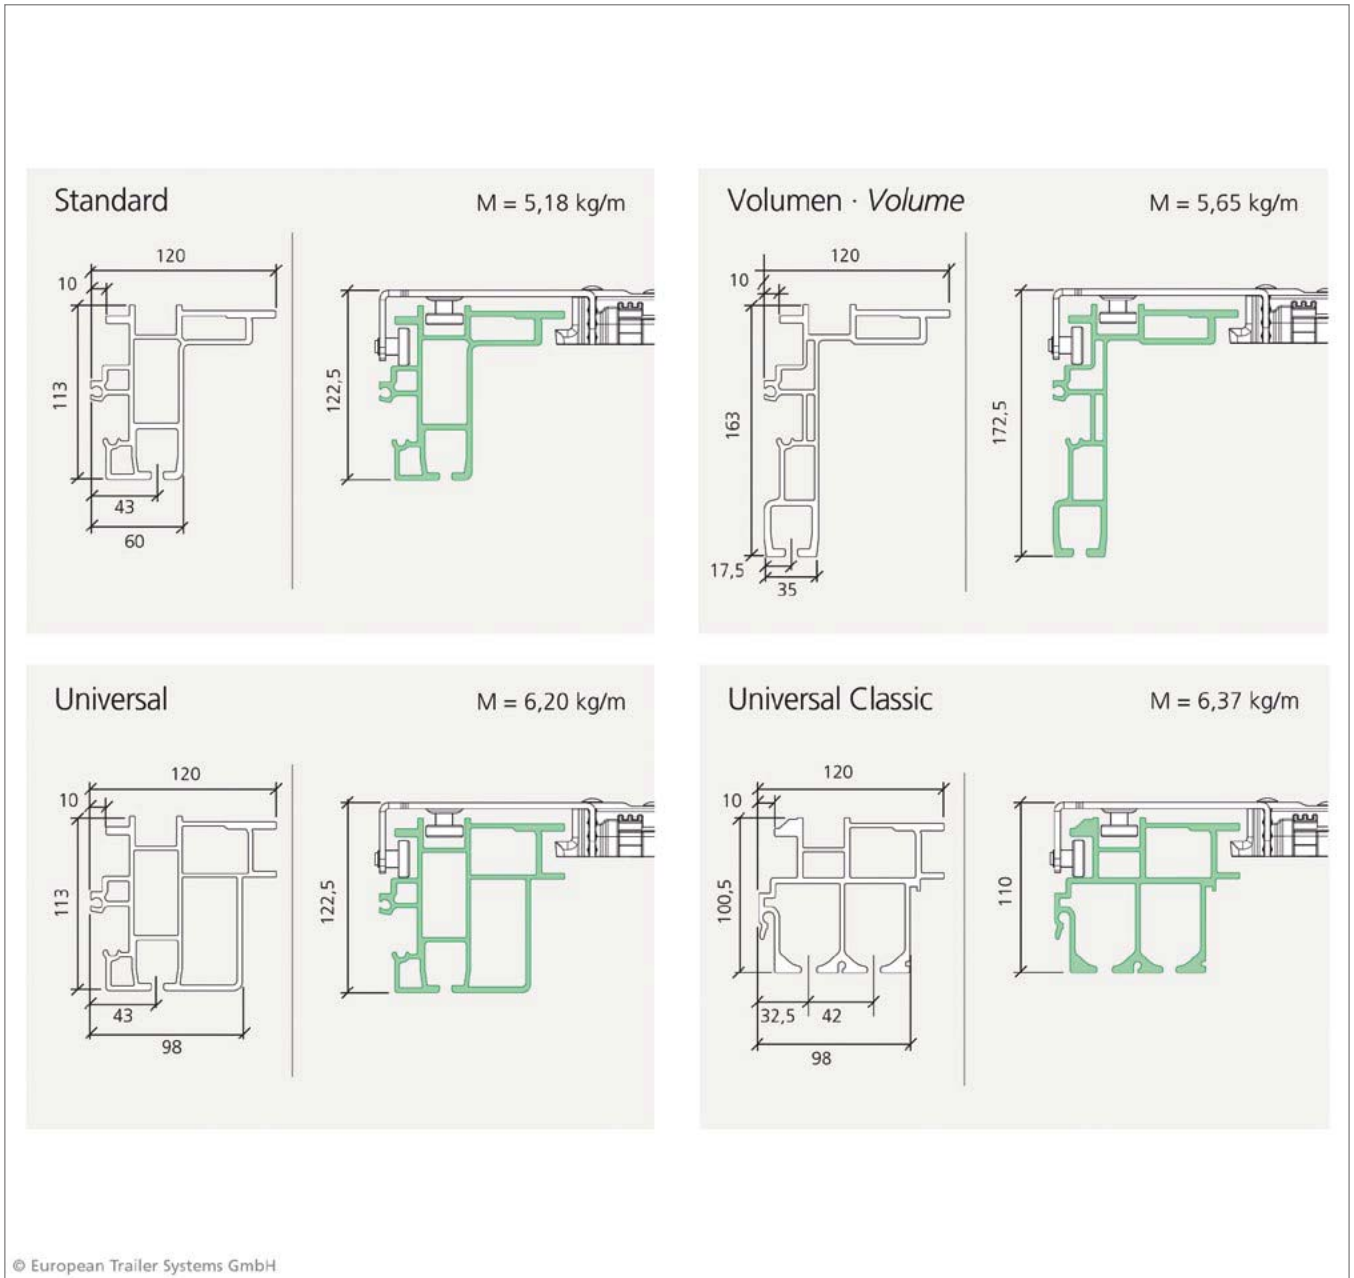 Standard
M = 5,18 kg/m
120
10
113
122,5
43
60
Volumen · Volume
M = 5,65 kg/m
120
10
163
172,5
17,5
35
Universal
M = 6,20 kg/m
120
10
113
122,5
43
98
Universal Classic
M = 6,37 kg/m
120
10
100,5
110
32,5
42
98
© European Trailer Systems GmbH